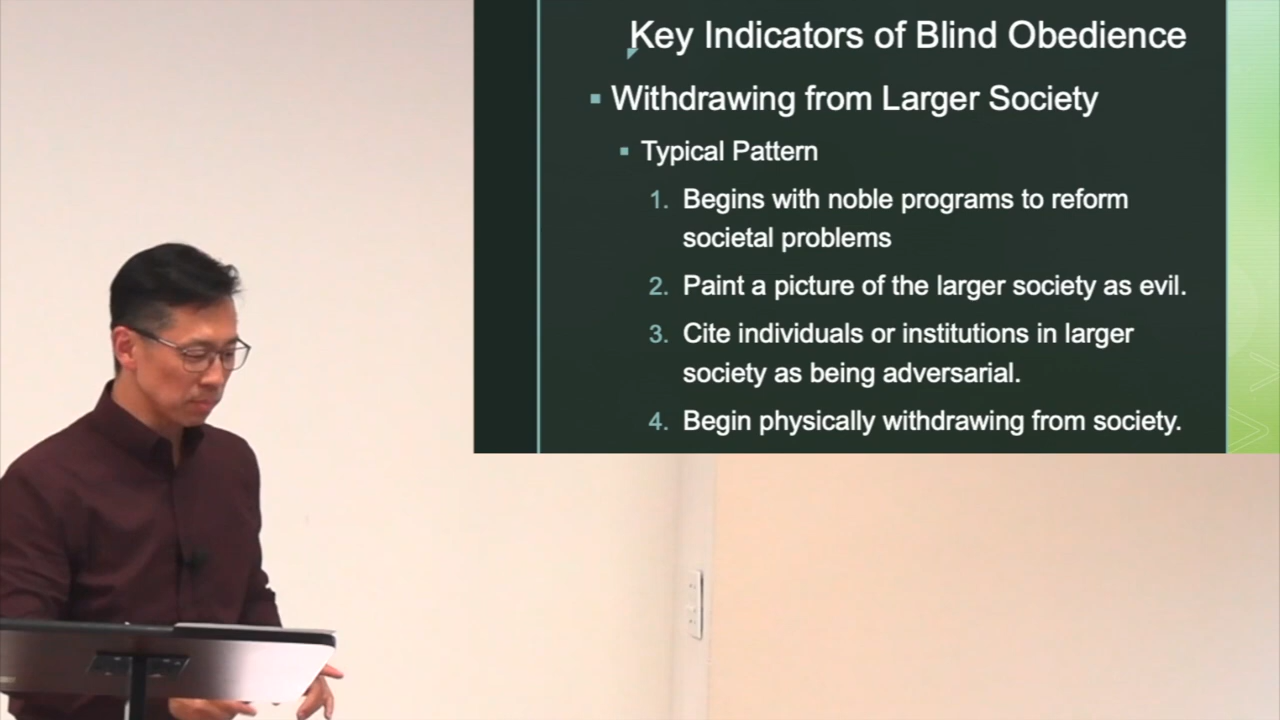 Key Indicators of Blind Obedience
Withdrawing from Larger Society
Typical Pattern
1. Begins with noble programs to reform
societal problems
2. Paint a picture of the larger society as evil.
3. Cite individuals or institutions in larger
society as being adversarial.
4. Begin physically withdrawing from society.